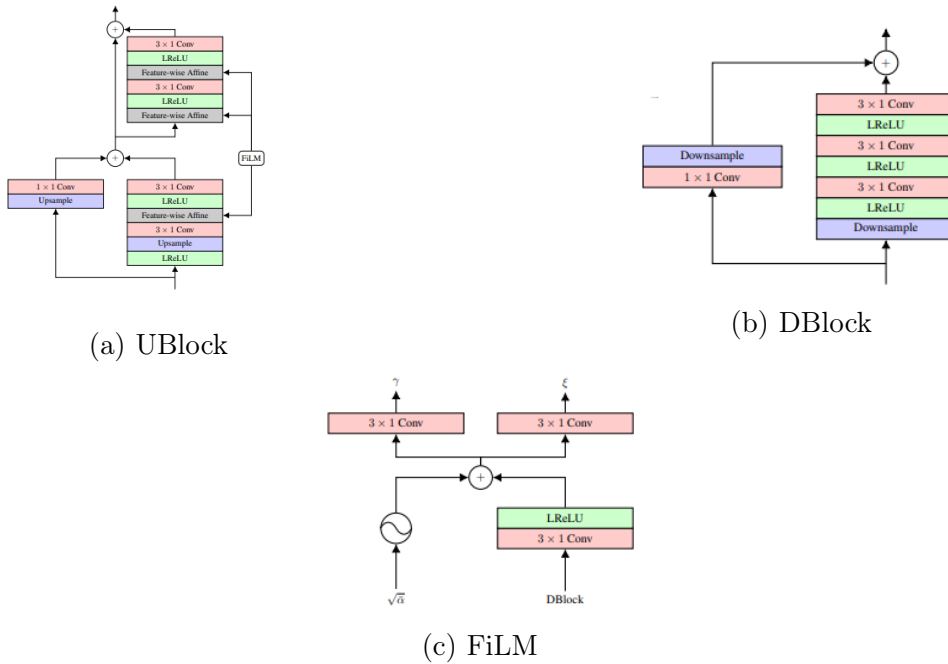 +
3 × 1 Conv
LReLU
Feature-wise Affine
3 × 1 Conv
LReLU
Feature-wise Affine
+
FiLM
1 × 1 Conv
Upsample
3 × 1 Conv
LReLU
Feature-wise Affine
3 × 1 Conv
Upsample
LReLU
(a) UBlock
+
Downsample
1 × 1 Conv
3 × 1 Conv
LReLU
3 × 1 Conv
LReLU
3 × 1 Conv
LReLU
Downsample
(b) DBlock
γ
ξ
3 × 1 Conv
3 × 1 Conv
+
LReLU
3 × 1 Conv
√ᾱ
DBlock
(c) FiLM